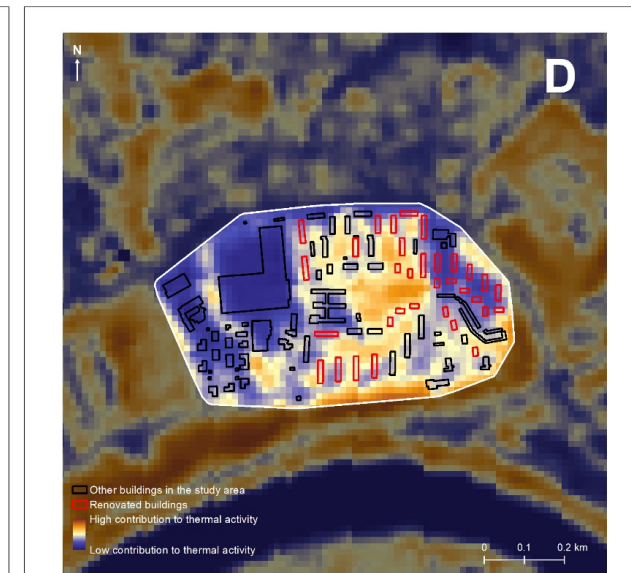 N
D
Other buildings in the study area
Renovated buildings
High contribution to thermal activity
Low contribution to thermal activity
0 0.1 0.2 km